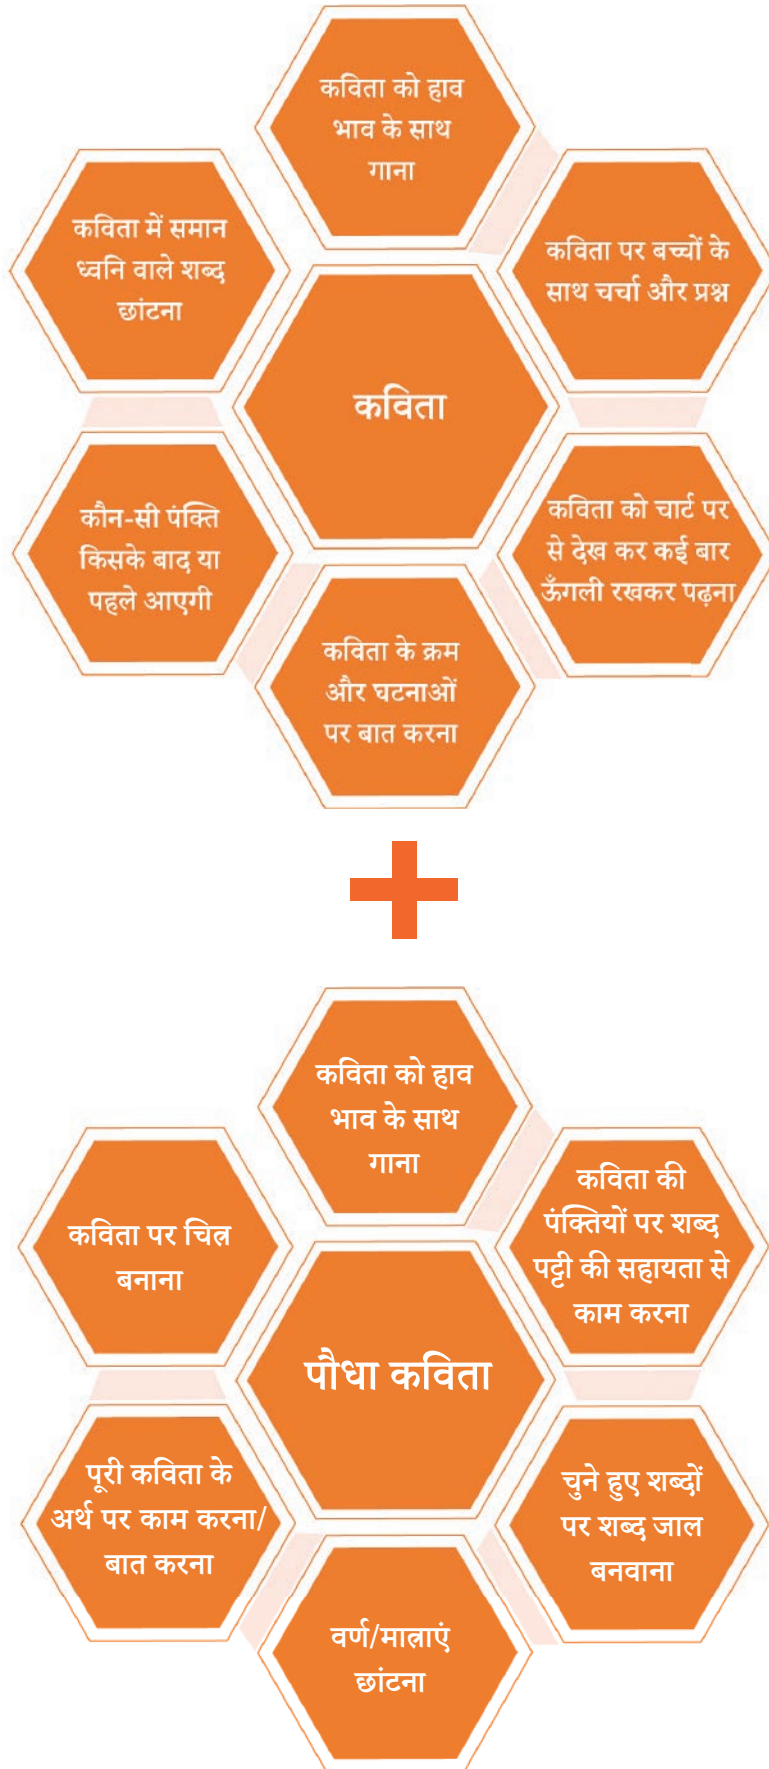 कविता को हाव
भाव के साथ
गाना
कविता में समान
ध्वनि वाले शब्द
छांटना
कविता पर बच्चों के
साथ चर्चा और प्रश्न
कविता
कौन-सी पंक्ति
किसके बाद या
पहले आएगी
कविता को चार्ट पर
से देख कर कई बार
ऊँगली रखकर पढ़ना
कविता के क्रम
और घटनाओं
पर बात करना
कविता को हाव
भाव के साथ
गाना
कविता पर चित्र
बनाना
कविता की
पंक्तियों पर शब्द
पट्टी की सहायता से
काम करना
पौधा कविता
पूरी कविता के
अर्थ पर काम करना/
बात करना
चुने हुए शब्दों
पर शब्द जाल
बनवाना
वर्ण/मात्राएं
छांटना